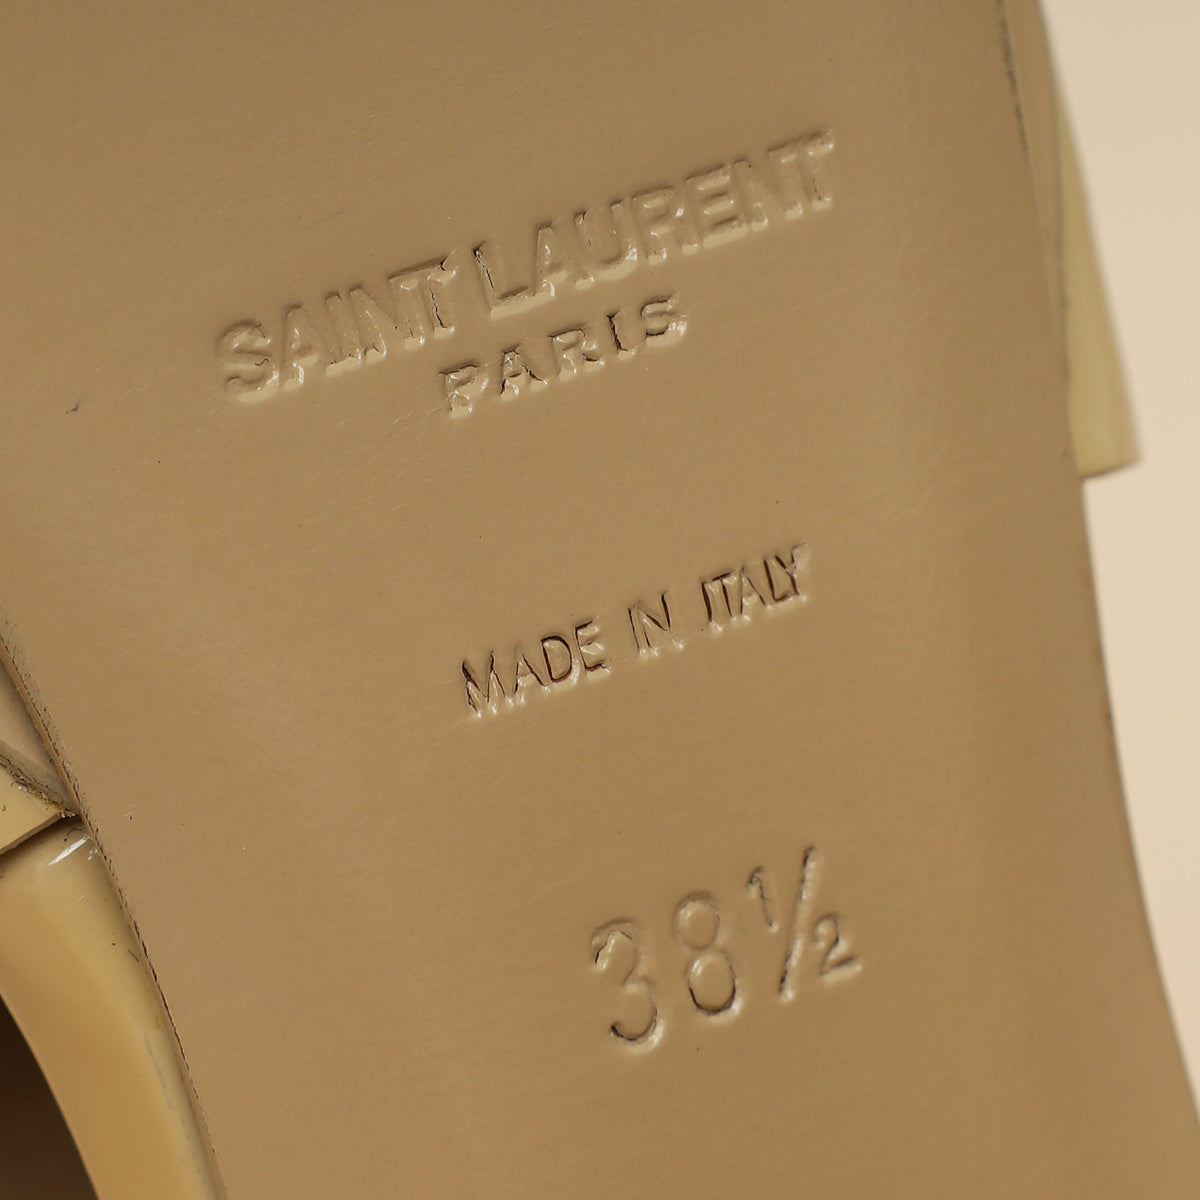 SAINT LAURENT
PARIS
MADE IN ITALY
38½